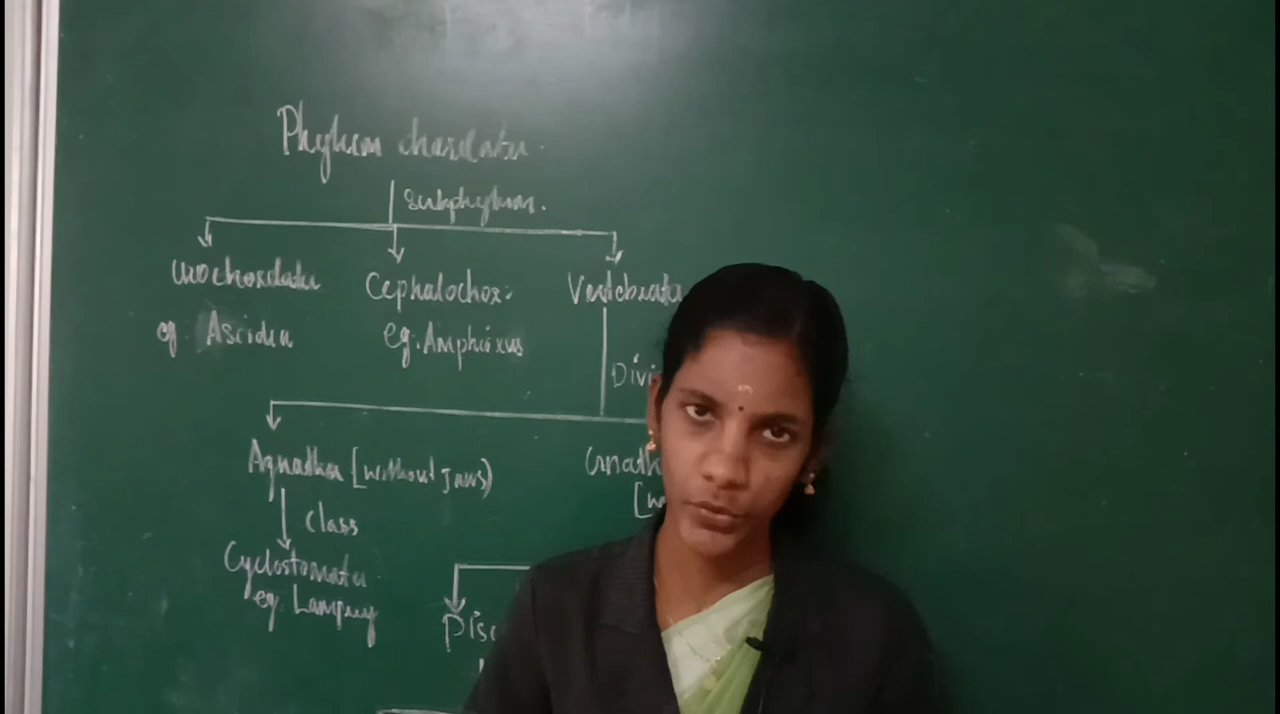 Phylum chordata
subphylum.
Urochordata Cephalochor: Vertebrata
eg. Ascidia eg. Amphioxus
Divi
Agnatha [without Jaws) Gnath
class
Cyclostomata
eg. Lamprey
Pisc